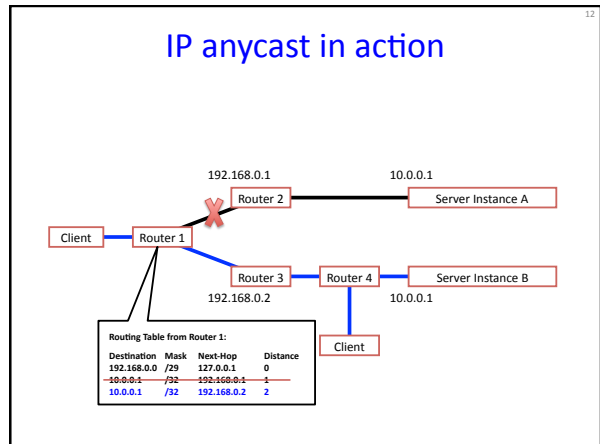 12
IP anycast in action
192.168.0.1 10.0.0.1
Router 2 Server Instance A
Client Router 1
Router 3 Router 4 Server Instance B
192.168.0.2 10.0.0.1
Client
Routing Table from Router 1:
Destination Mask Next-Hop Distance
192.168.0.0 /29 127.0.0.1 0
10.0.0.1 /32 192.168.0.1 1
10.0.0.1 /32 192.168.0.2 2